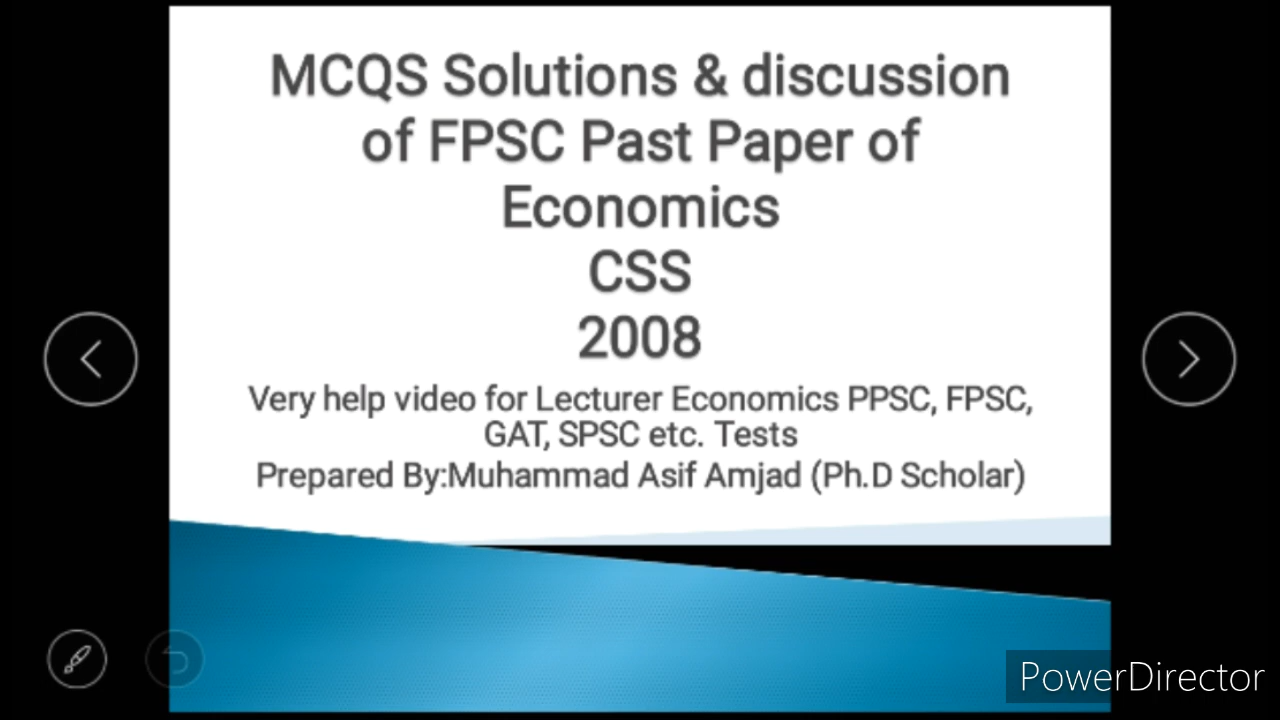 MCQS Solutions & discussion
of FPSC Past Paper of
Economics
CSS
2008
Very help video for Lecturer Economics PPSC, FPSC,
GAT, SPSC etc. Tests
Prepared By:Muhammad Asif Amjad (Ph.D Scholar)
PowerDirector